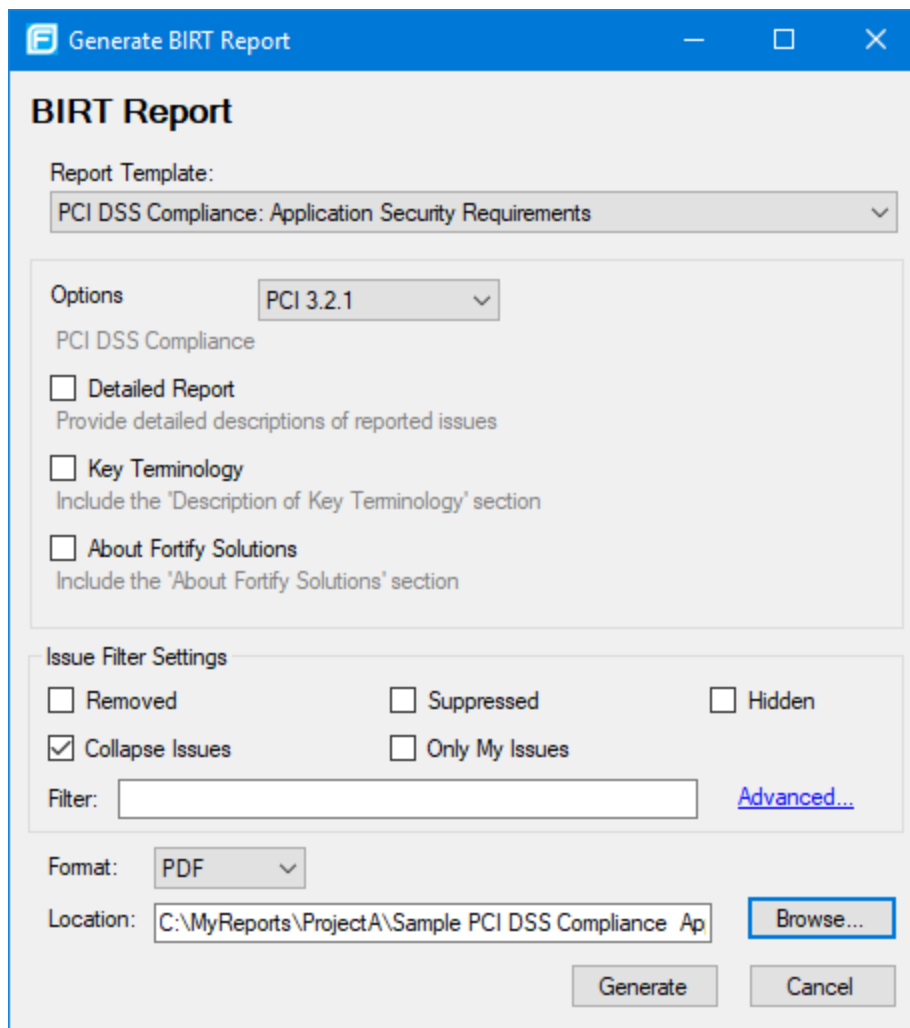 Generate BIRT Report
BIRT Report
Report Template:
PCI DSS Compliance: Application Security Requirements
Options PCI 3.2.1
PCI DSS Compliance
Detailed Report
Provide detailed descriptions of reported issues
Key Terminology
Include the 'Description of Key Terminology' section
About Fortify Solutions
Include the 'About Fortify Solutions' section
Issue Filter Settings
Removed Suppressed Hidden
Collapse Issues Only My Issues
Filter: Advanced...
Format: PDF
Location: C:\MyReports\ProjectA\Sample PCI DSS Compliance  Ap Browse...
Generate Cancel